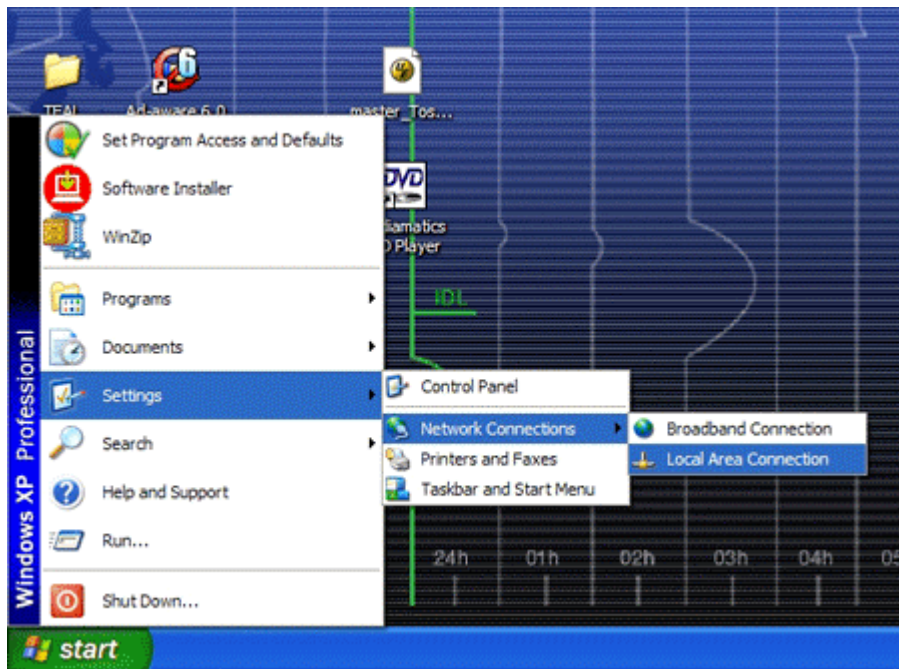 TEAL
Ad-aware 6.0
master_Tos...
Set Program Access and Defaults
Software Installer
WinZip
DVD
Player
IDL
Programs
Documents
Settings
Search
Help and Support
Run...
Shut Down...
Windows XP Professional
Control Panel
Network Connections
Printers and Faxes
Taskbar and Start Menu
Broadband Connection
Local Area Connection
24h 01h 02h 03h 04h
start